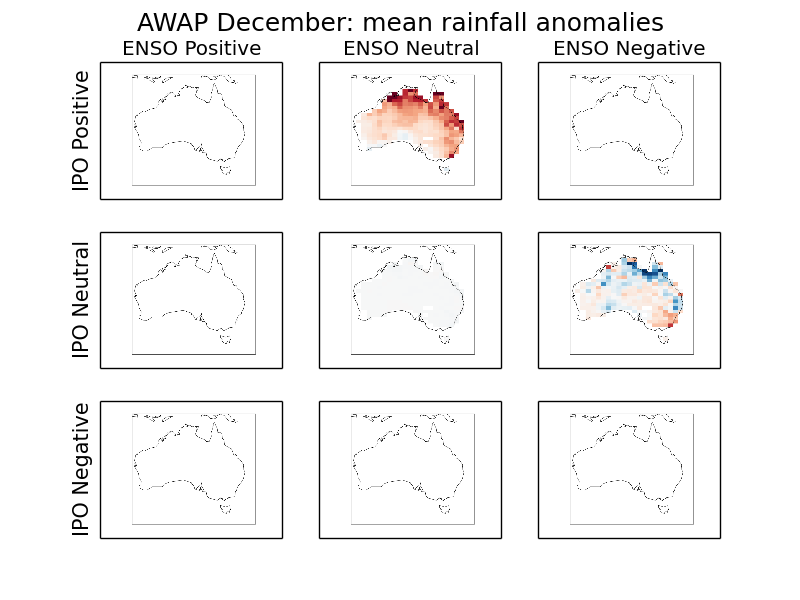 AWAP December: mean rainfall anomalies
ENSO Positive
ENSO Neutral
ENSO Negative
IPO Positive
IPO Neutral
IPO Negative